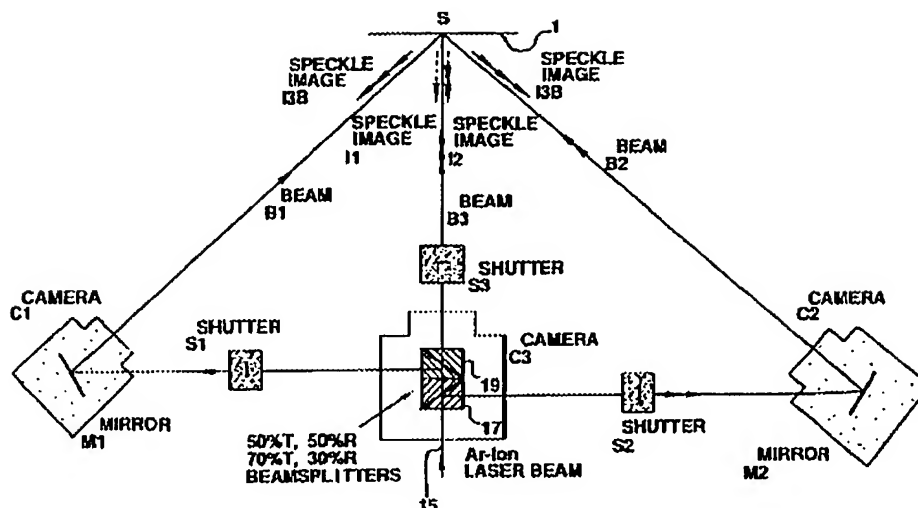 S
1
SPECKLE
IMAGE
I3B
SPECKLE
IMAGE
I3B
SPECKLE
IMAGE
I1
SPECKLE
IMAGE
I2
BEAM
B1
BEAM
B2
BEAM
B3
SHUTTER
S3
CAMERA
C1
SHUTTER
S1
CAMERA
C3
CAMERA
C2
19
17
MIRROR
M1
50%T, 50%R
70%T, 30%R
BEAMSPLITTERS
Ar-Ion
LASER BEAM
15
SHUTTER
S2
MIRROR
M2